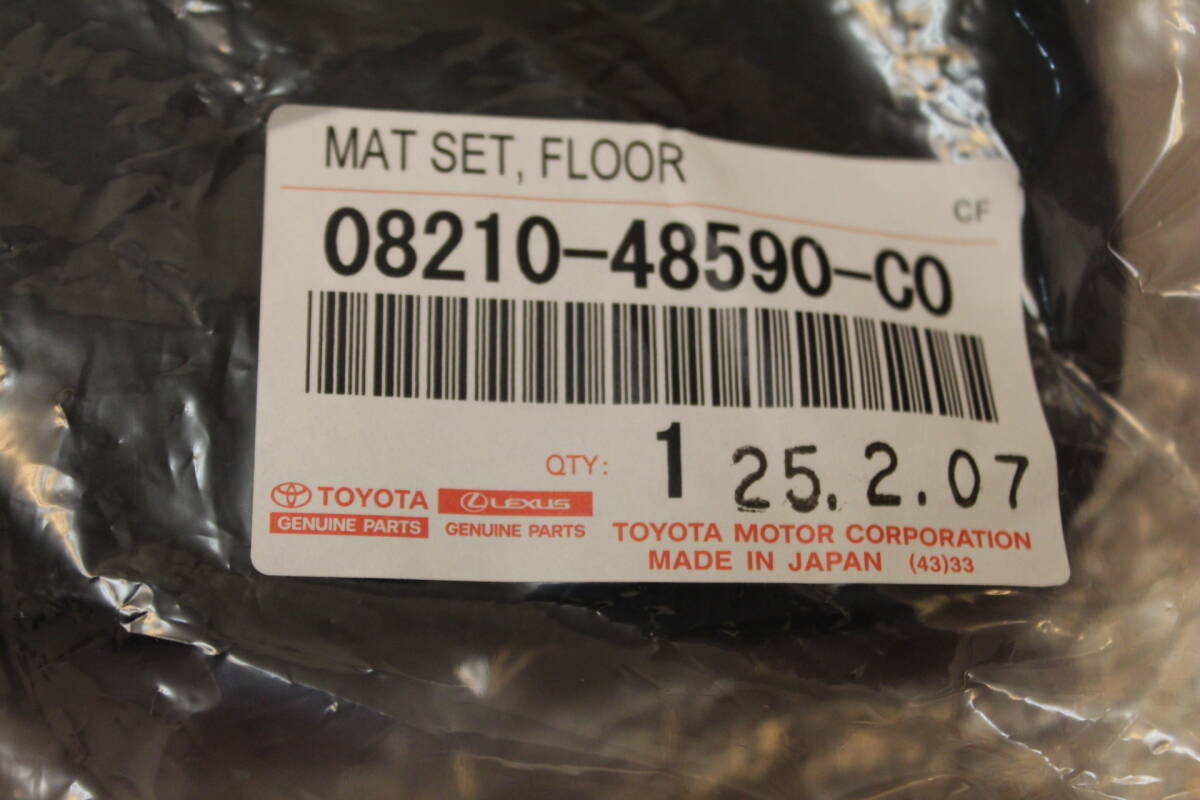 MAT SET, FLOOR
CF
08210-48590-C0
QTY: 1 25.2.07
TOYOTA LEXUS
GENUINE PARTS GENUINE PARTS
TOYOTA MOTOR CORPORATION
MADE IN JAPAN (43)33